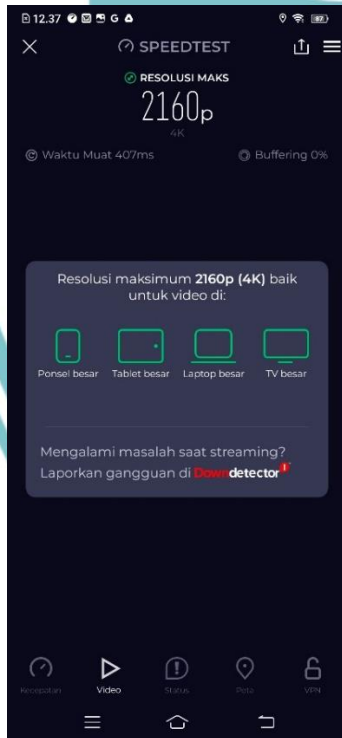 12.37
SPEEDTEST
RESOLUSI MAKS
2160p
4K
Waktu Muat 407ms
Buffering 0%
Resolusi maksimum 2160p (4K) baik
untuk video di:
Ponsel besar
Tablet besar
Laptop besar
TV besar
Mengalami masalah saat streaming?
Laporkan gangguan di Downdetector
Kecepatan
Video
Status
Peta
VPN